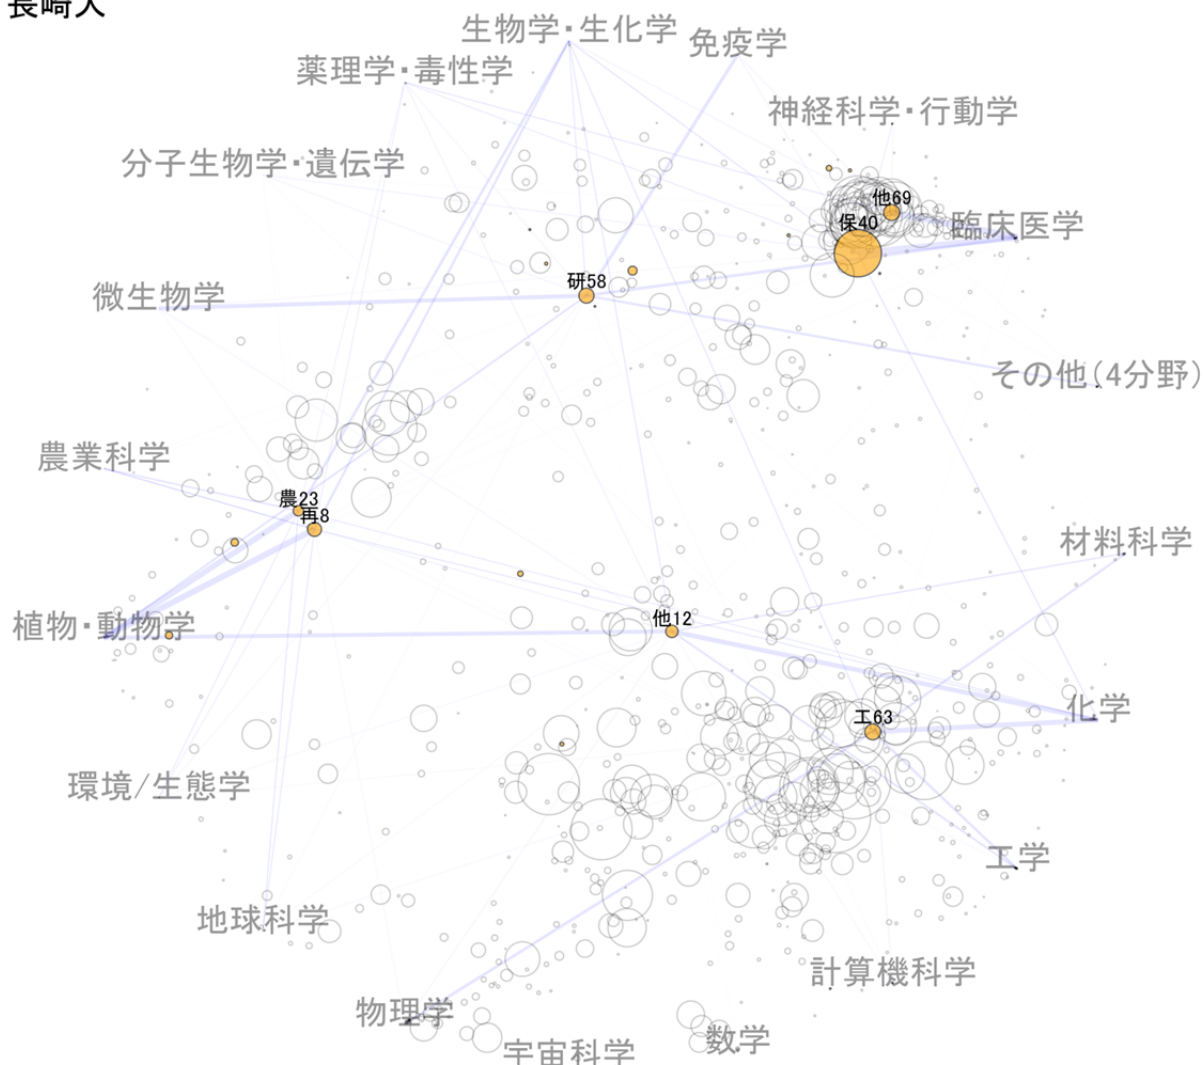 長崎大
生物学・生化学
免疫学
薬理学・毒性学
神経科学・行動学
分子生物学・遺伝学
他69
保40
臨床医学
研58
微生物学
その他(4分野)
農業科学
農23
再8
材料科学
他12
植物・動物学
化学
工63
環境/生態学
工学
地球科学
計算機科学
物理学
数学
宇宙科学